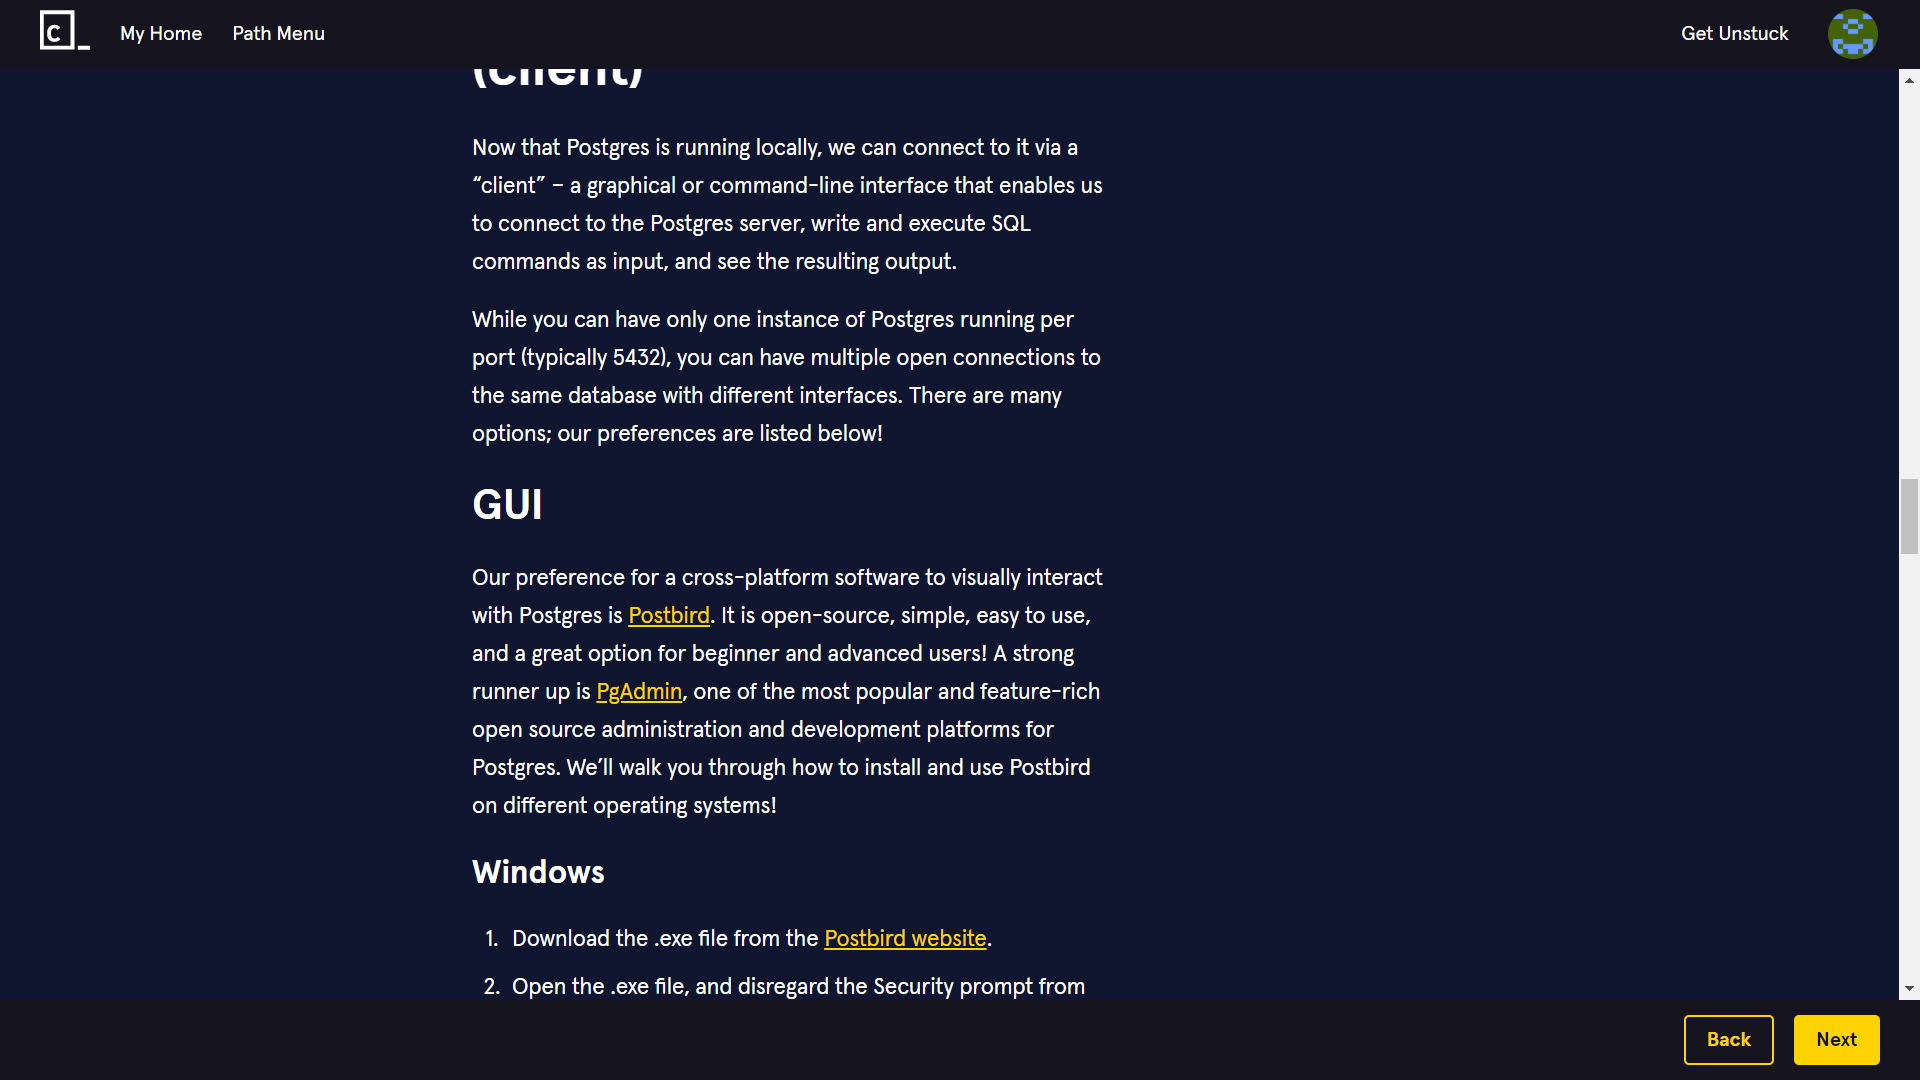 C
My Home
Path Menu
Get Unstuck
(client)
Now that Postgres is running locally, we can connect to it via a
“client” – a graphical or command-line interface that enables us
to connect to the Postgres server, write and execute SQL
commands as input, and see the resulting output.
While you can have only one instance of Postgres running per
port (typically 5432), you can have multiple open connections to
the same database with different interfaces. There are many
options; our preferences are listed below!
GUI
Our preference for a cross-platform software to visually interact
with Postgres is Postbird. It is open-source, simple, easy to use,
and a great option for beginner and advanced users! A strong
runner up is PgAdmin, one of the most popular and feature-rich
open source administration and development platforms for
Postgres. We’ll walk you through how to install and use Postbird
on different operating systems!
Windows
1. Download the .exe file from the Postbird website.
2. Open the .exe file, and disregard the Security prompt from
Back
Next